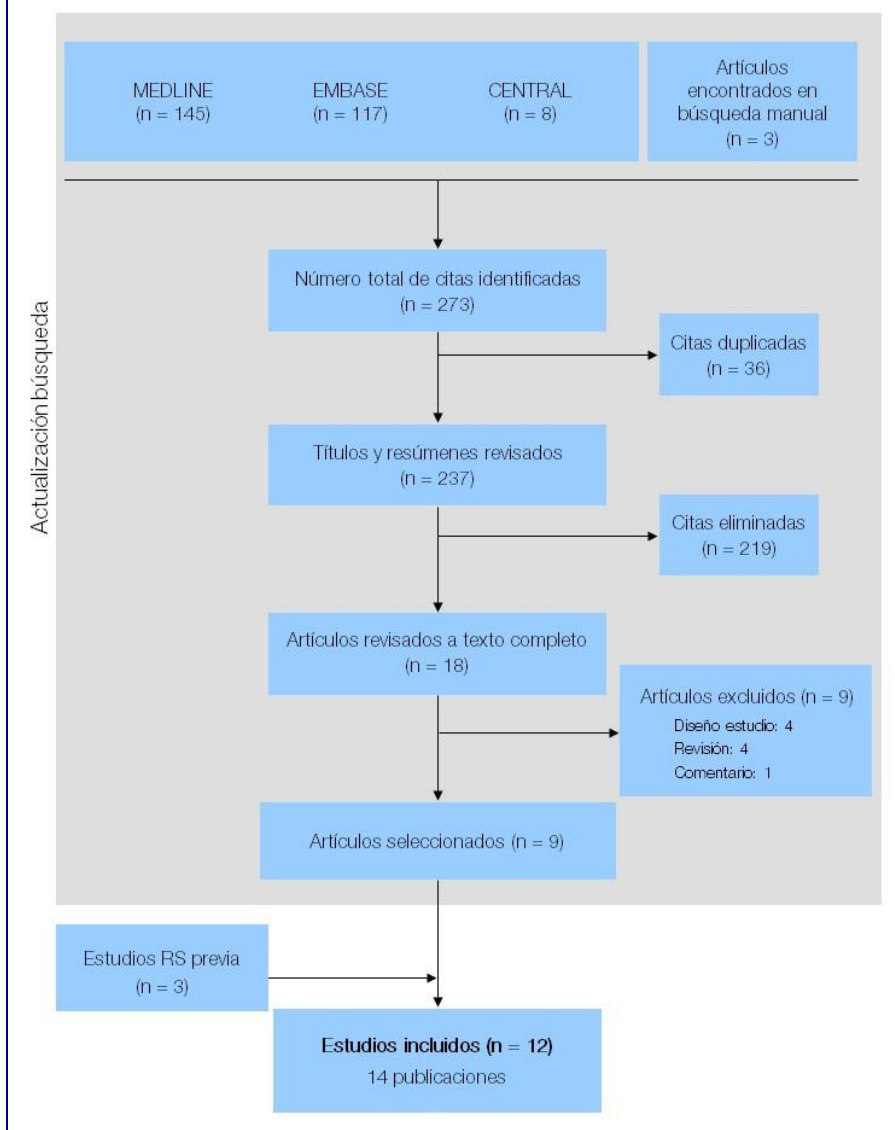 MEDLINE
(n = 145)
EMBASE
(n = 117)
CENTRAL
(n = 8)
Artículos
encontrados en
búsqueda manual
(n = 3)
Actualización búsqueda
Número total de citas identificadas
(n = 273)
Citas duplicadas
(n = 36)
Títulos y resúmenes revisados
(n = 237)
Citas eliminadas
(n = 219)
Artículos revisados a texto completo
(n = 18)
Artículos excluidos (n = 9)
Diseño estudio: 4
Revisión: 4
Comentario: 1
Artículos seleccionados (n = 9)
Estudios RS previa
(n = 3)
Estudios incluidos (n = 12)
14 publicaciones